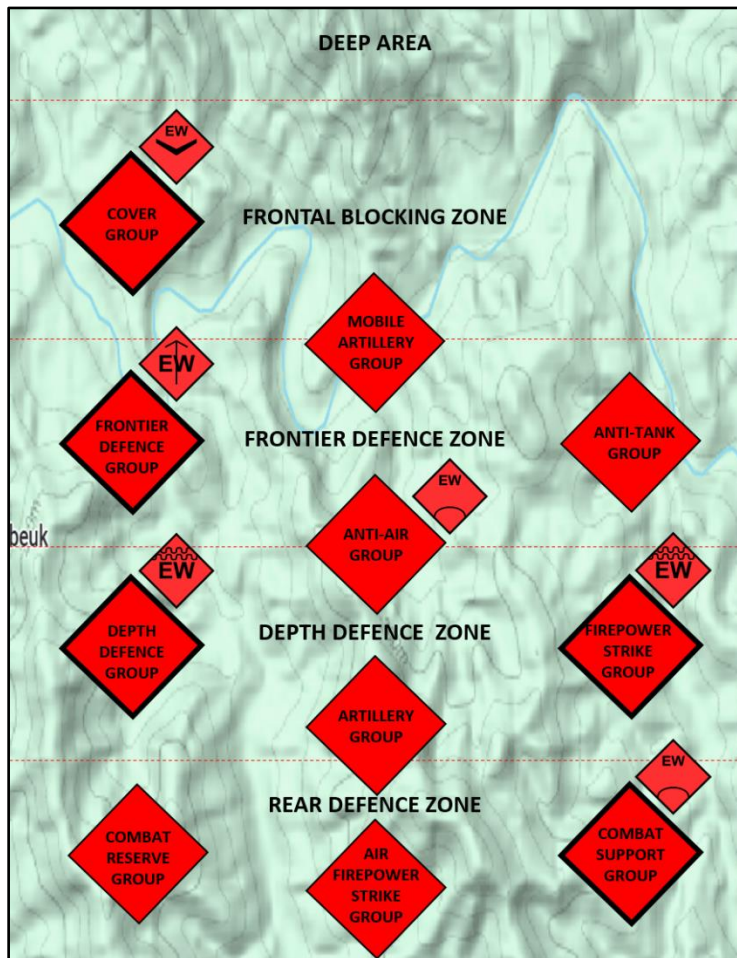 DEEP AREA
EW
COVER
GROUP
FRONTAL BLOCKING ZONE
MOBILE
ARTILLERY
GROUP
EW
FRONTIER
DEFENCE
GROUP
FRONTIER DEFENCE ZONE
ANTI-TANK
GROUP
EW
beuk
ANTI-AIR
GROUP
EW
DEPTH
DEFENCE
GROUP
DEPTH DEFENCE ZONE
EW
FIREPOWER
STRIKE
GROUP
ARTILLERY
GROUP
REAR DEFENCE ZONE
EW
COMBAT
RESERVE
GROUP
AIR
FIREPOWER
STRIKE
GROUP
COMBAT
SUPPORT
GROUP